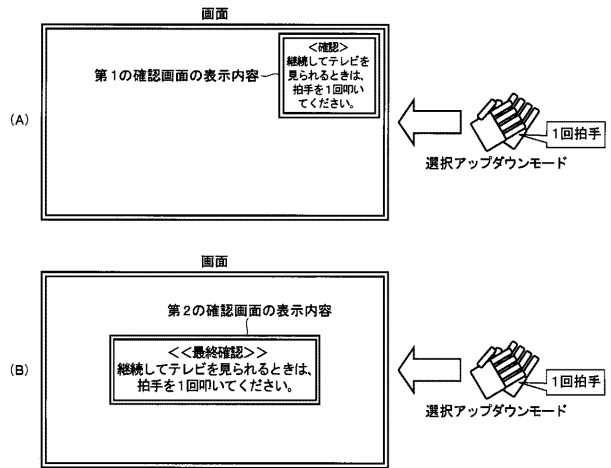 画面
(A)
第1の確認画面の表示内容
<確認>
継続してテレビを
見られるときは、
拍手を1回叩い
てください。
1回拍手
選択アップダウンモード
画面
(B)
第2の確認画面の表示内容
<<最終確認>>
継続してテレビを見られるときは、
拍手を1回叩いてください。
1回拍手
選択アップダウンモード